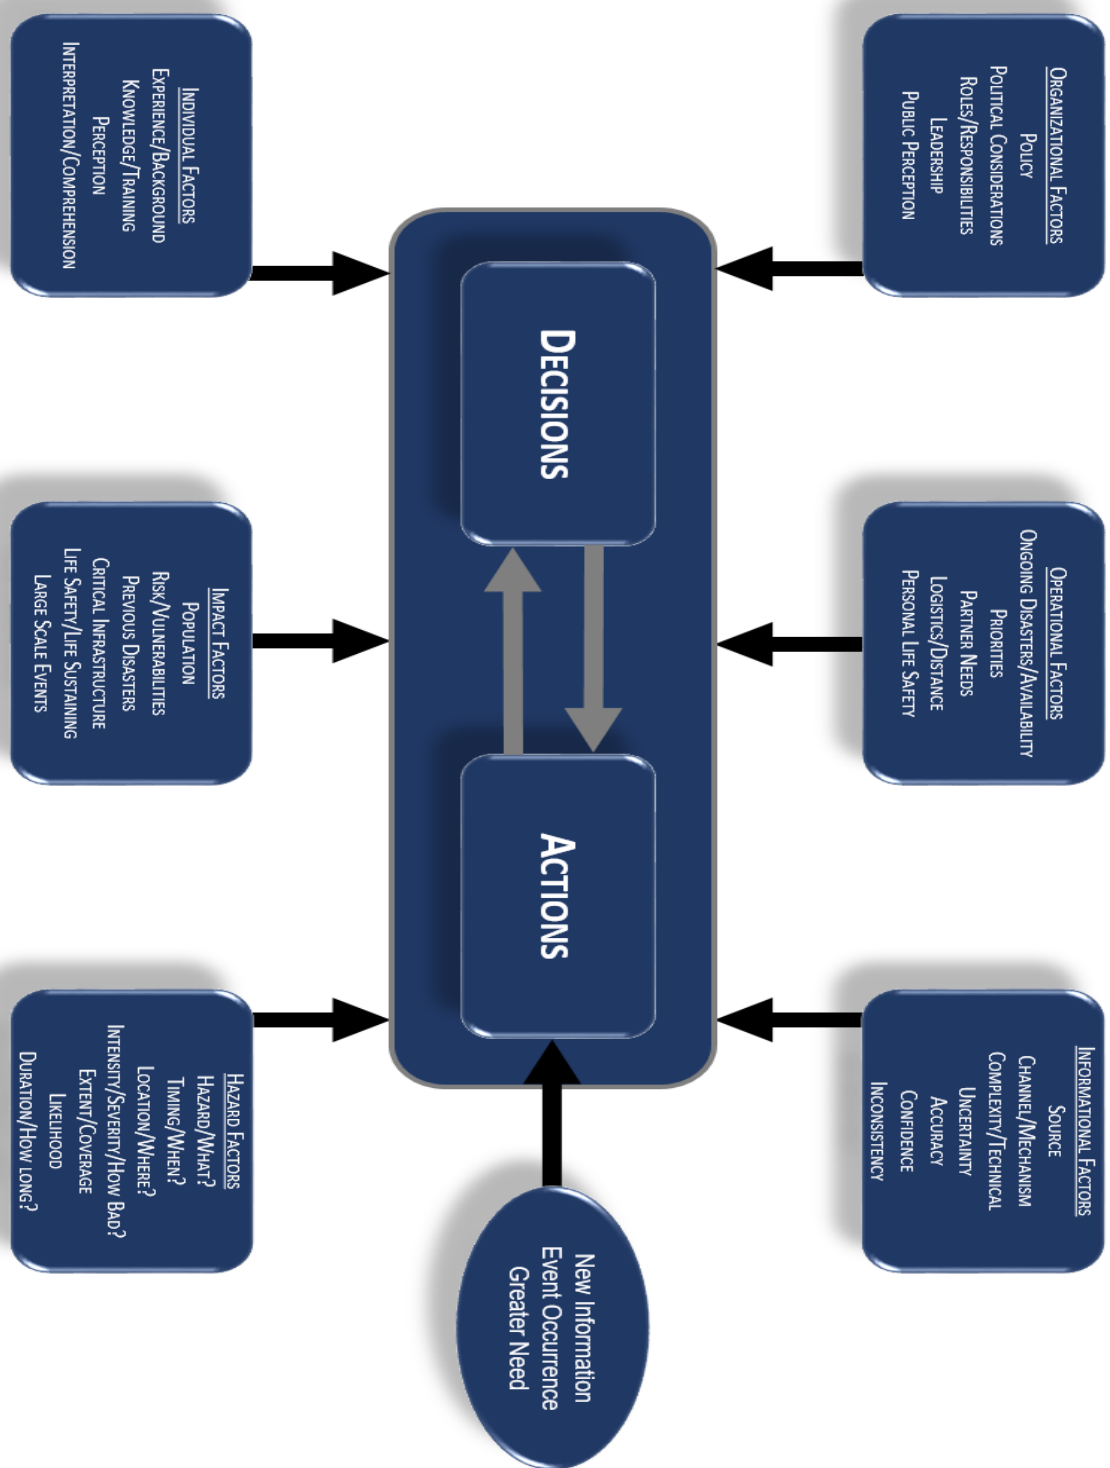 ORGANIZATIONAL FACTORS
POLICY
POLITICAL CONSIDERATIONS
ROLES/RESPONSIBILITIES
LEADERSHIP
PUBLIC PERCEPTION
OPERATIONAL FACTORS
ONGOING DISASTERS/AVAILABILITY
PRIORITIES
PARTNER NEEDS
LOGISTICS/DISTANCE
PERSONAL LIFE SAFETY
INFORMATIONAL FACTORS
SOURCE
CHANNEL/MECHANISM
COMPLEXITY/TECHNICAL
UNCERTAINTY
ACCURACY
CONFIDENCE
INCONSISTENCY
DECISIONS
ACTIONS
New Information
Event Occurrence
Greater Need
INDIVIDUAL FACTORS
EXPERIENCE/BACKGROUND
KNOWLEDGE/TRAINING
PERCEPTION
INTERPRETATION/COMPREHENSION
IMPACT FACTORS
POPULATION
RISK/VULNERABILITIES
PREVIOUS DISASTERS
CRITICAL INFRASTRUCTURE
LIFE SAFETY/LIFE SUSTAINING
LARGE SCALE EVENTS
HAZARD FACTORS
HAZARD/WHAT?
TIMING/WHEN?
LOCATION/WHERE?
INTENSITY/SEVERITY/HOW BAD?
EXTENT/COVERAGE
LIKELIHOOD
DURATION/HOW LONG?